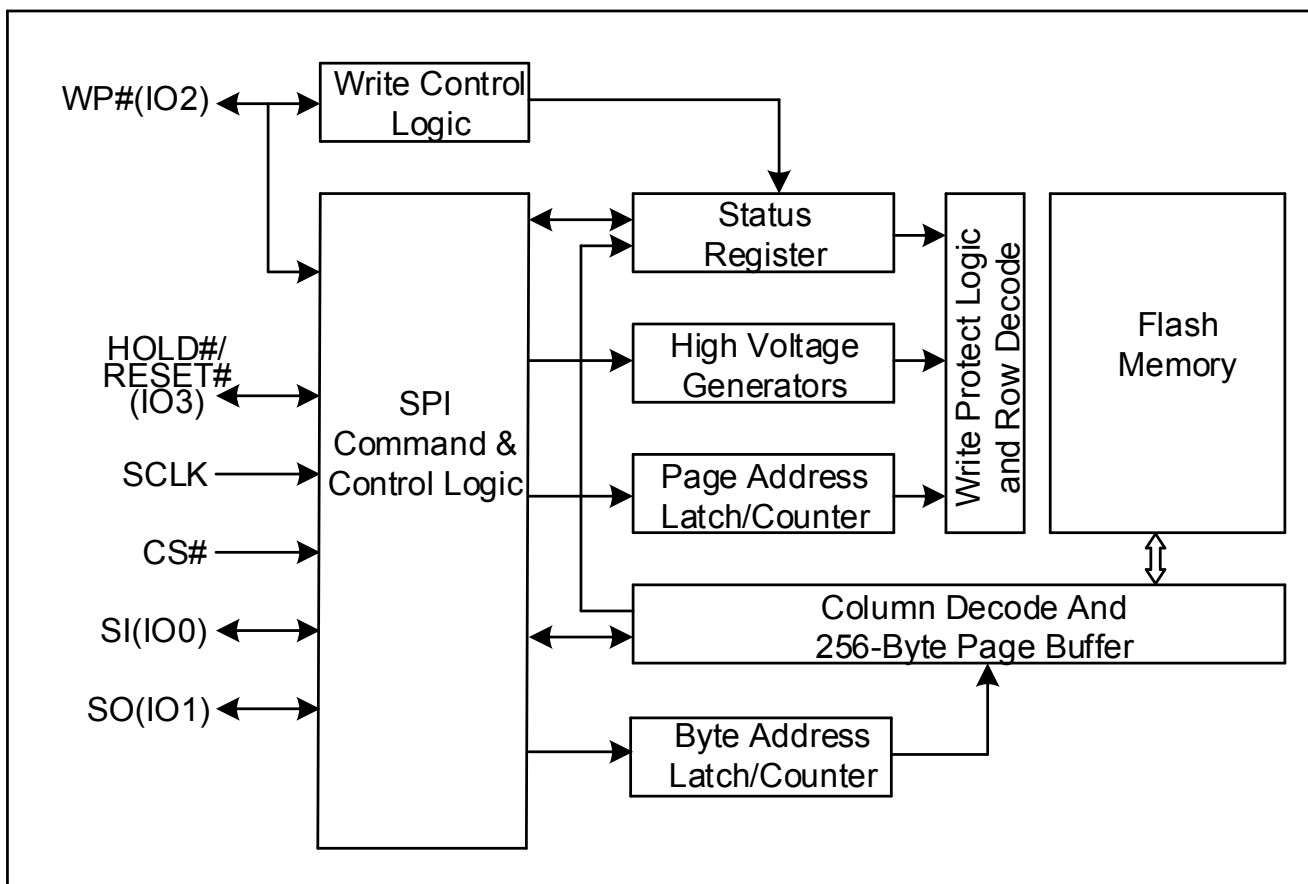 WP#(IO2)
Write Control
Logic
Status
Register
HOLD#/
RESET#
(IO3)
SPI
Command &
Control Logic
High Voltage
Generators
Write Protect Logic
and Row Decode
Flash
Memory
SCLK
Page Address
Latch/Counter
CS#
SI(IO0)
Column Decode And
256-Byte Page Buffer
SO(IO1)
Byte Address
Latch/Counter